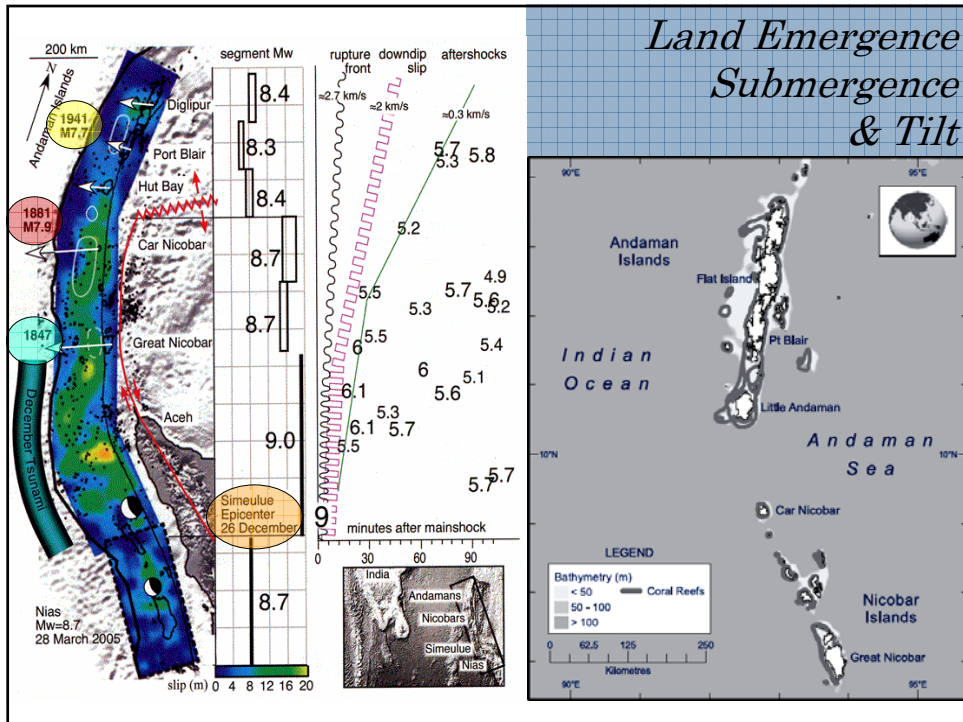 Land Emergence
Submergence
& Tilt
200 km
N
Andaman Islands
1941
M7.7
1881
M7.9
1847
December Tsunami
Nias
Mw=8.7
28 March 2005
Diglipur
Port Blair
Hut Bay
Car Nicobar
Great Nicobar
Aceh
Simeulue
Epicenter
26 December
segment Mw
8.4
8.3
8.4
8.7
8.7
9.0
8.7
slip (m) 0 4 8 12 16 20
rupture
front
downdip
slip
aftershocks
≈2.7 km/s
≈2 km/s
≈0.3 km/s
5.7
5.3
5.8
5.2
4.9
5.5
5.7
5.6
5.2
5.3
5.5
6
5.4
6
5.1
6.1
5.6
5.3
6.1
5.7
5.5
5.7
5.7
9
minutes after mainshock
0 30 60 90
India
Andamans
Nicobars
Simeulue
Nias
90°E
95°E
Andaman
Islands
Flat Island
Pt Blair
Indian
Ocean
Little Andaman
Andaman
Sea
10°N
10°N
Car Nicobar
LEGEND
Bathymetry (m)
< 50
50 - 100
> 100
Coral Reefs
0 62.5 125 250
Kilometres
Nicobar
Islands
Great Nicobar
90°E
95°E